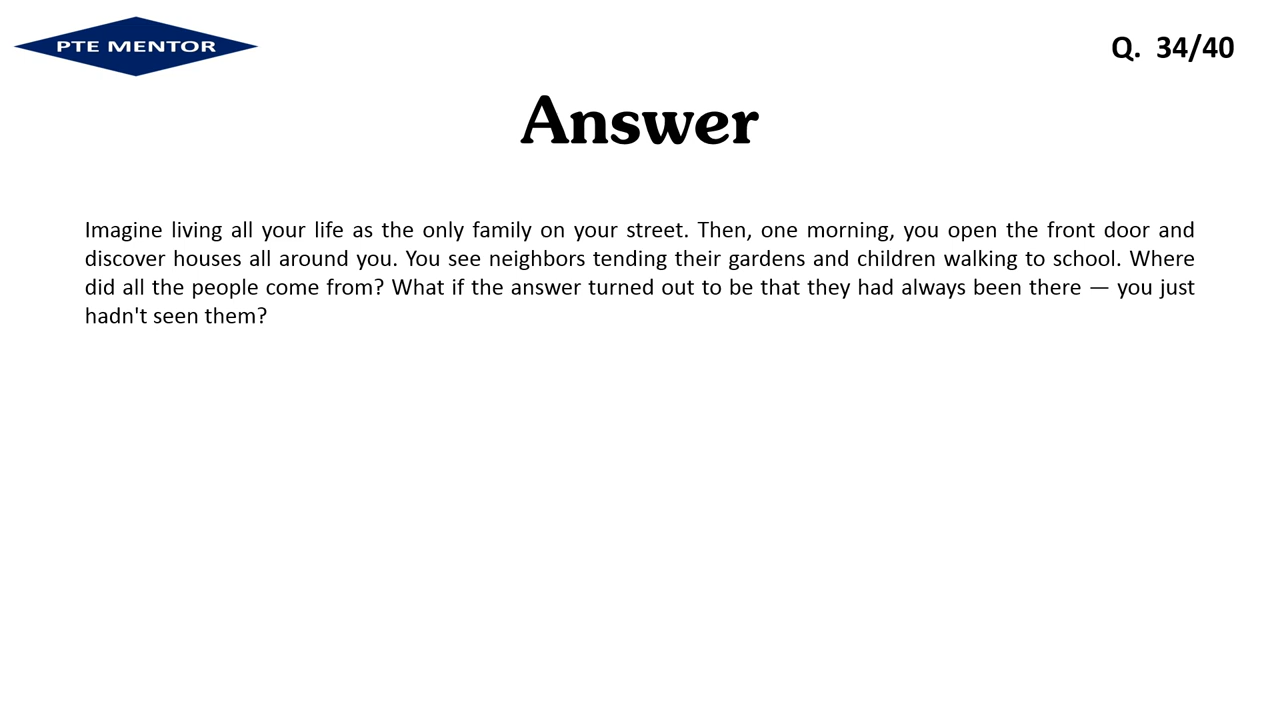 PTE MENTOR
Q. 34/40
Answer
Imagine living all your life as the only family on your street. Then, one morning, you open the front door and
discover houses all around you. You see neighbors tending their gardens and children walking to school. Where
did all the people come from? What if the answer turned out to be that they had always been there — you just
hadn't seen them?